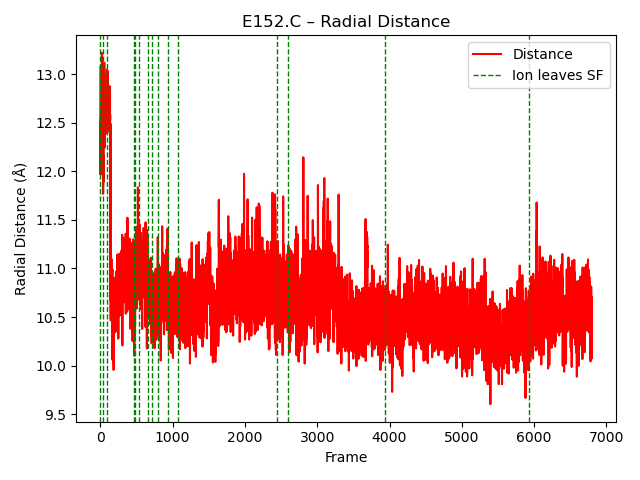 E152.C – Radial Distance
Distance
Ion leaves SF
Radial Distance (Å)
13.0
12.5
12.0
11.5
11.0
10.5
10.0
9.5
0 1000 2000 3000 4000 5000 6000 7000
Frame